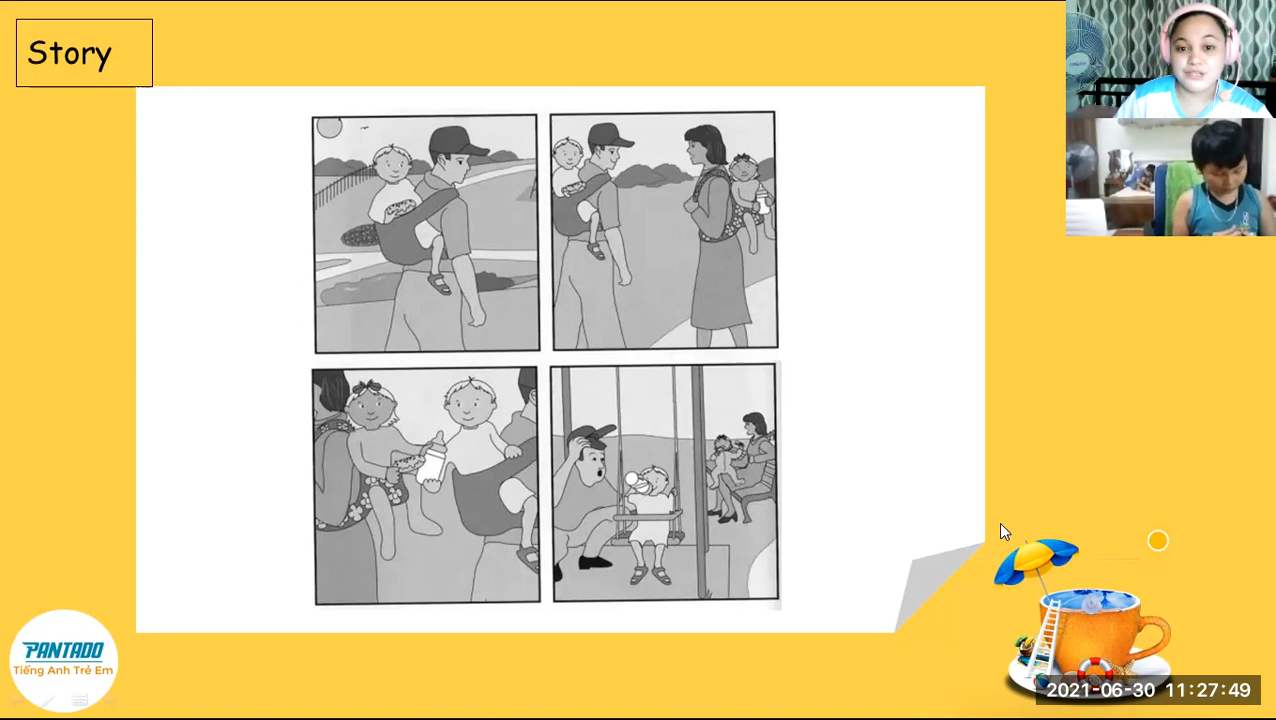 Story
PANTADO
Tiếng Anh Trẻ Em
2021-06-30 11:27:49